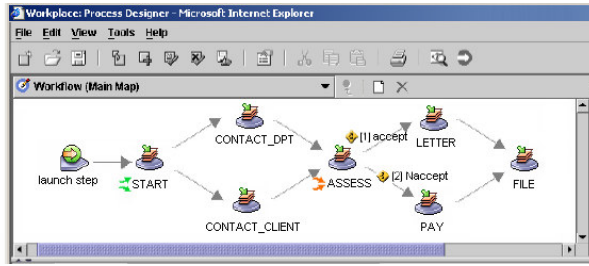 Workplace: Process Designer - Microsoft Internet Explorer
File Edit View Tools Help
Workflow (Main Map)
CONTACT_DPT
[1] accept
LETTER
launch step
START
ASSESS
[2] Naccept
FILE
CONTACT_CLIENT
PAY